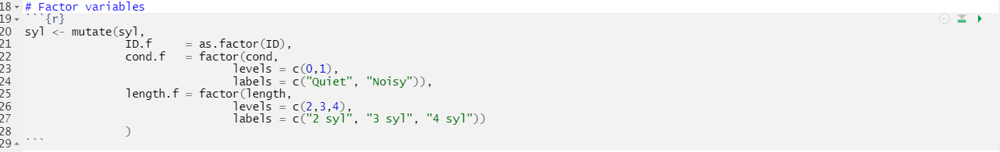 18 # Factor variables
19 ```{r}
20 syl <- mutate(syl,
21 ID.f = as.factor(ID),
22 cond.f = factor(cond,
23 levels = c(0,1),
24 labels = c("Quiet", "Noisy")),
25 length.f = factor(length,
26 levels = c(2,3,4),
27 labels = c("2 syl", "3 syl", "4 syl"))
28 )
29 ```